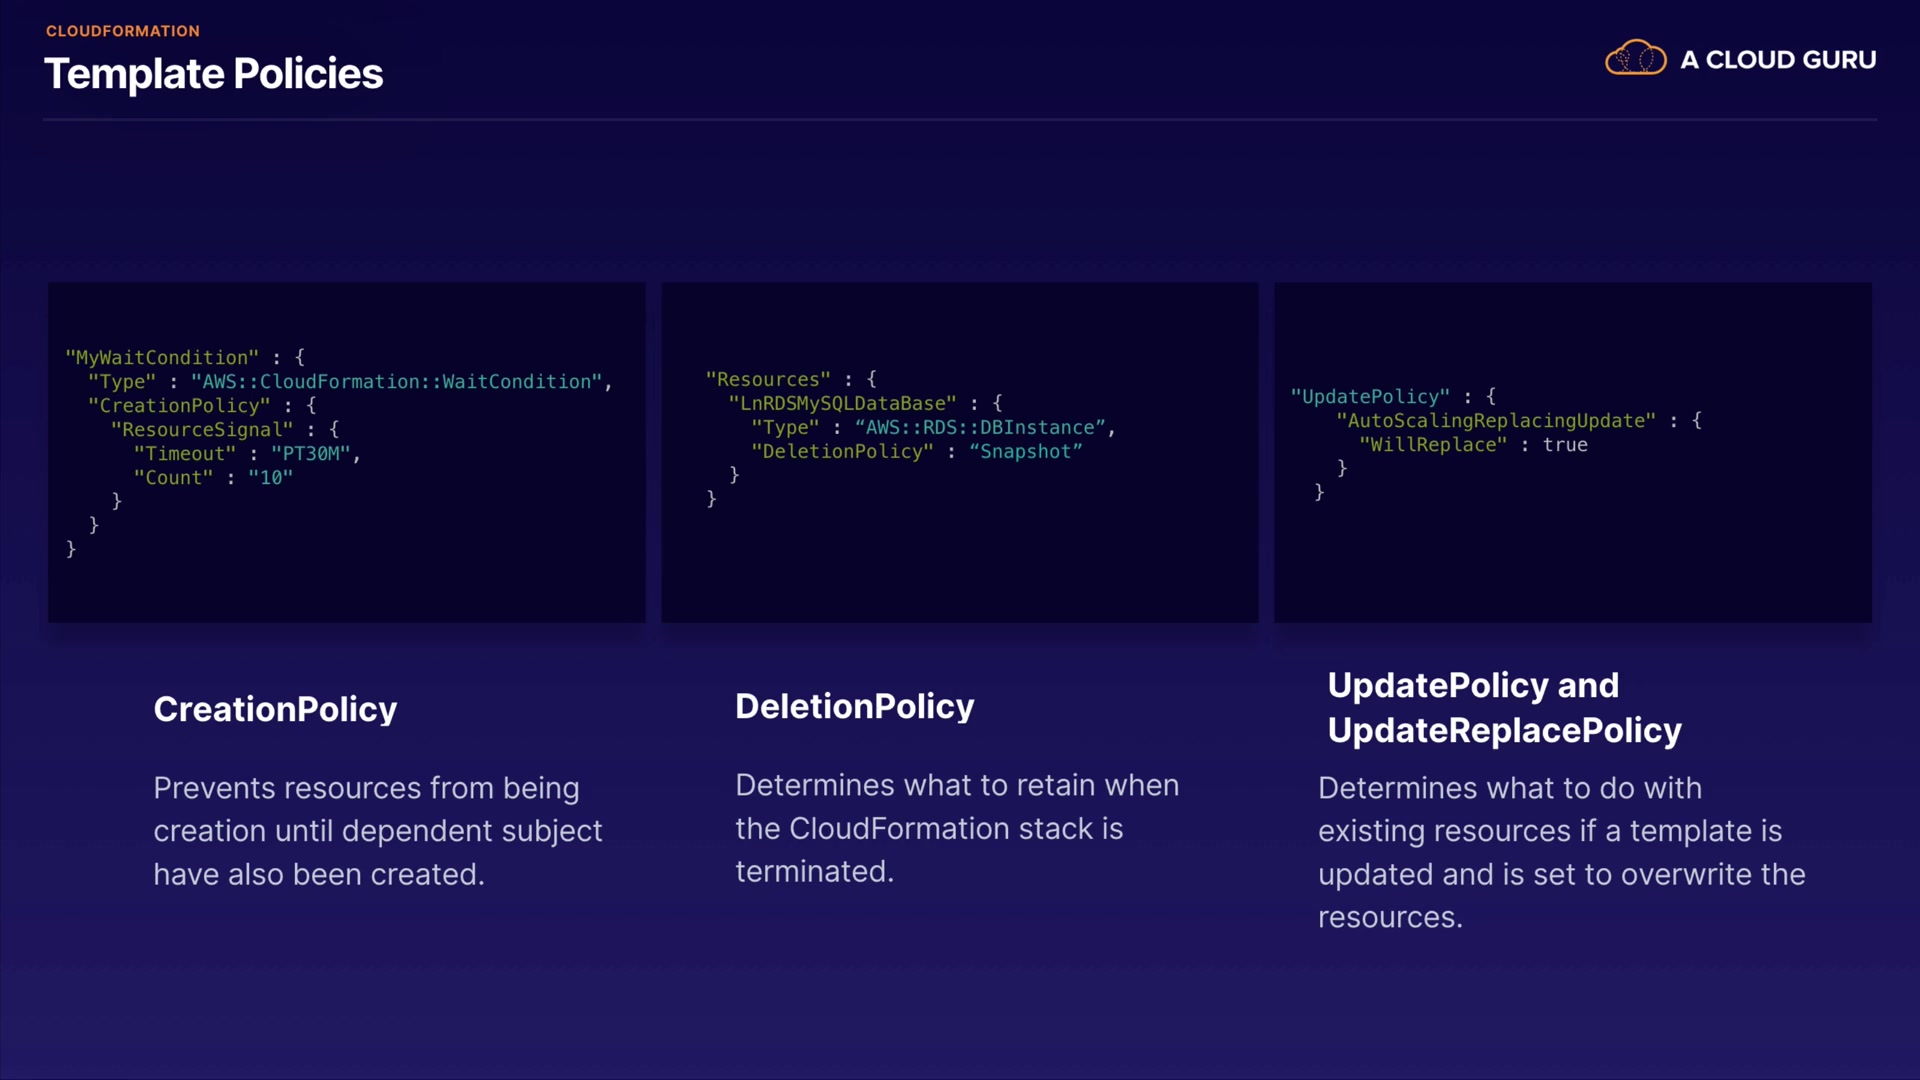 CLOUDFORMATION
Template Policies
A CLOUD GURU
"MyWaitCondition" : {
  "Type" : "AWS::CloudFormation::WaitCondition",
  "CreationPolicy" : {
    "ResourceSignal" : {
      "Timeout" : "PT30M",
      "Count" : "10"
    }
  }
}
"Resources" : {
  "LnRDSMySQLDataBase" : {
    "Type" : “AWS::RDS::DBInstance”,
    "DeletionPolicy" : “Snapshot”
  }
}
"UpdatePolicy" : {
    "AutoScalingReplacingUpdate" : {
      "WillReplace" : true
    }
  }
CreationPolicy
Prevents resources from being
creation until dependent subject
have also been created.
DeletionPolicy
Determines what to retain when
the CloudFormation stack is
terminated.
UpdatePolicy and
UpdateReplacePolicy
Determines what to do with
existing resources if a template is
updated and is set to overwrite the
resources.